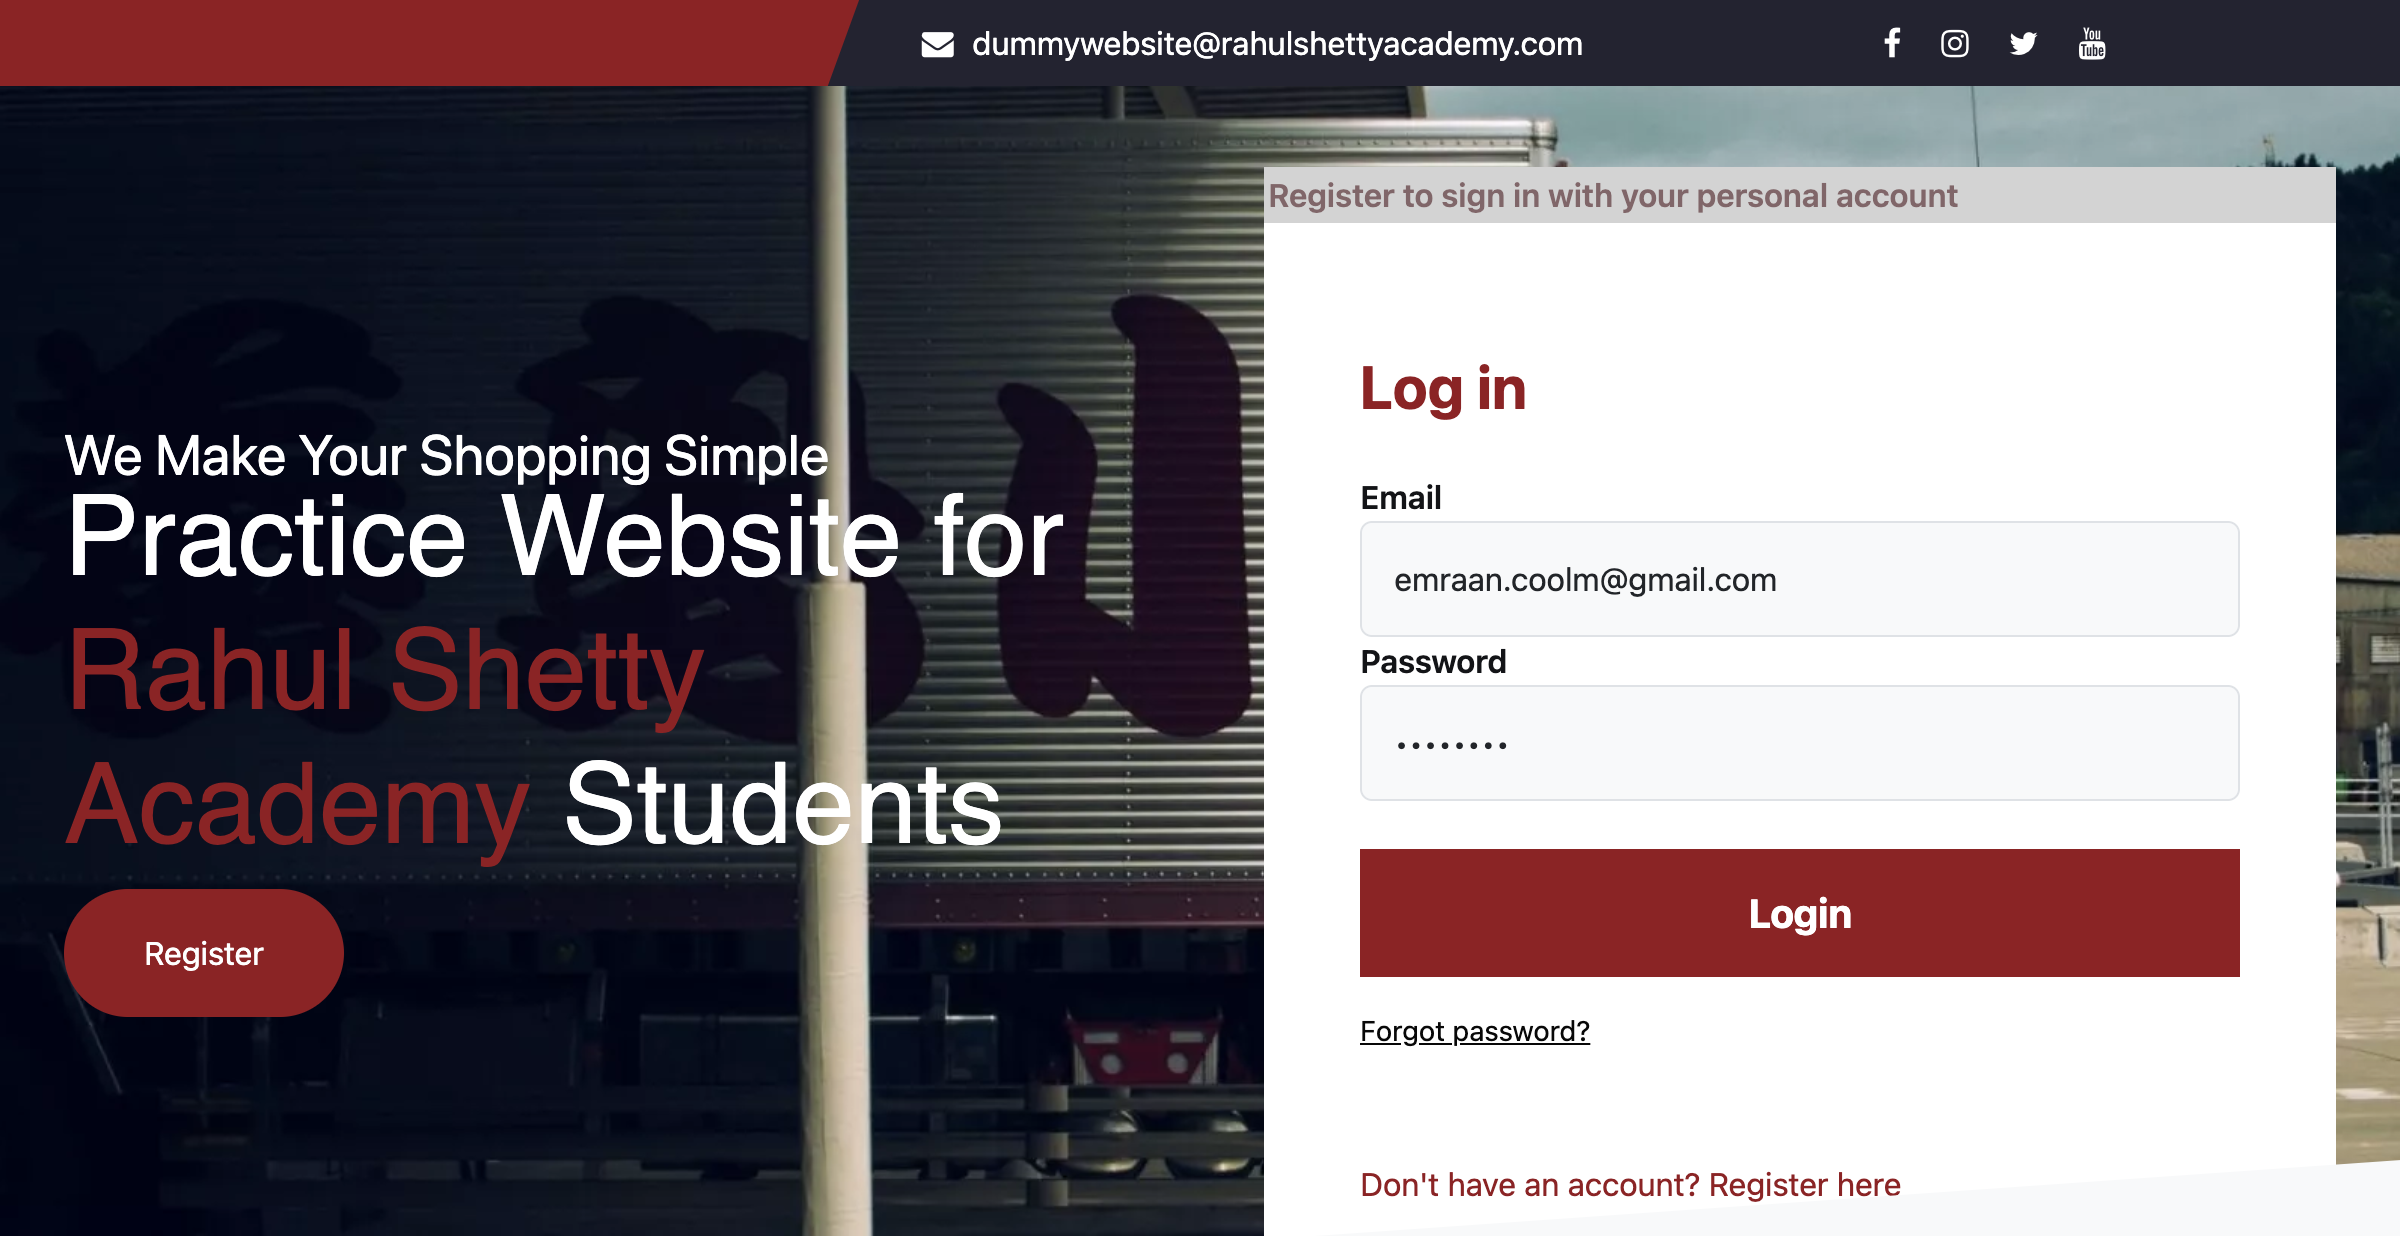 dummywebsite@rahulshettyacademy.com
You
Tube
Register to sign in with your personal account
We Make Your Shopping Simple
Practice Website for
Rahul Shetty
Academy Students
Register
Log in
Email
emraan.coolm@gmail.com
Password
••••••••
Login
Forgot password?
Don't have an account? Register here